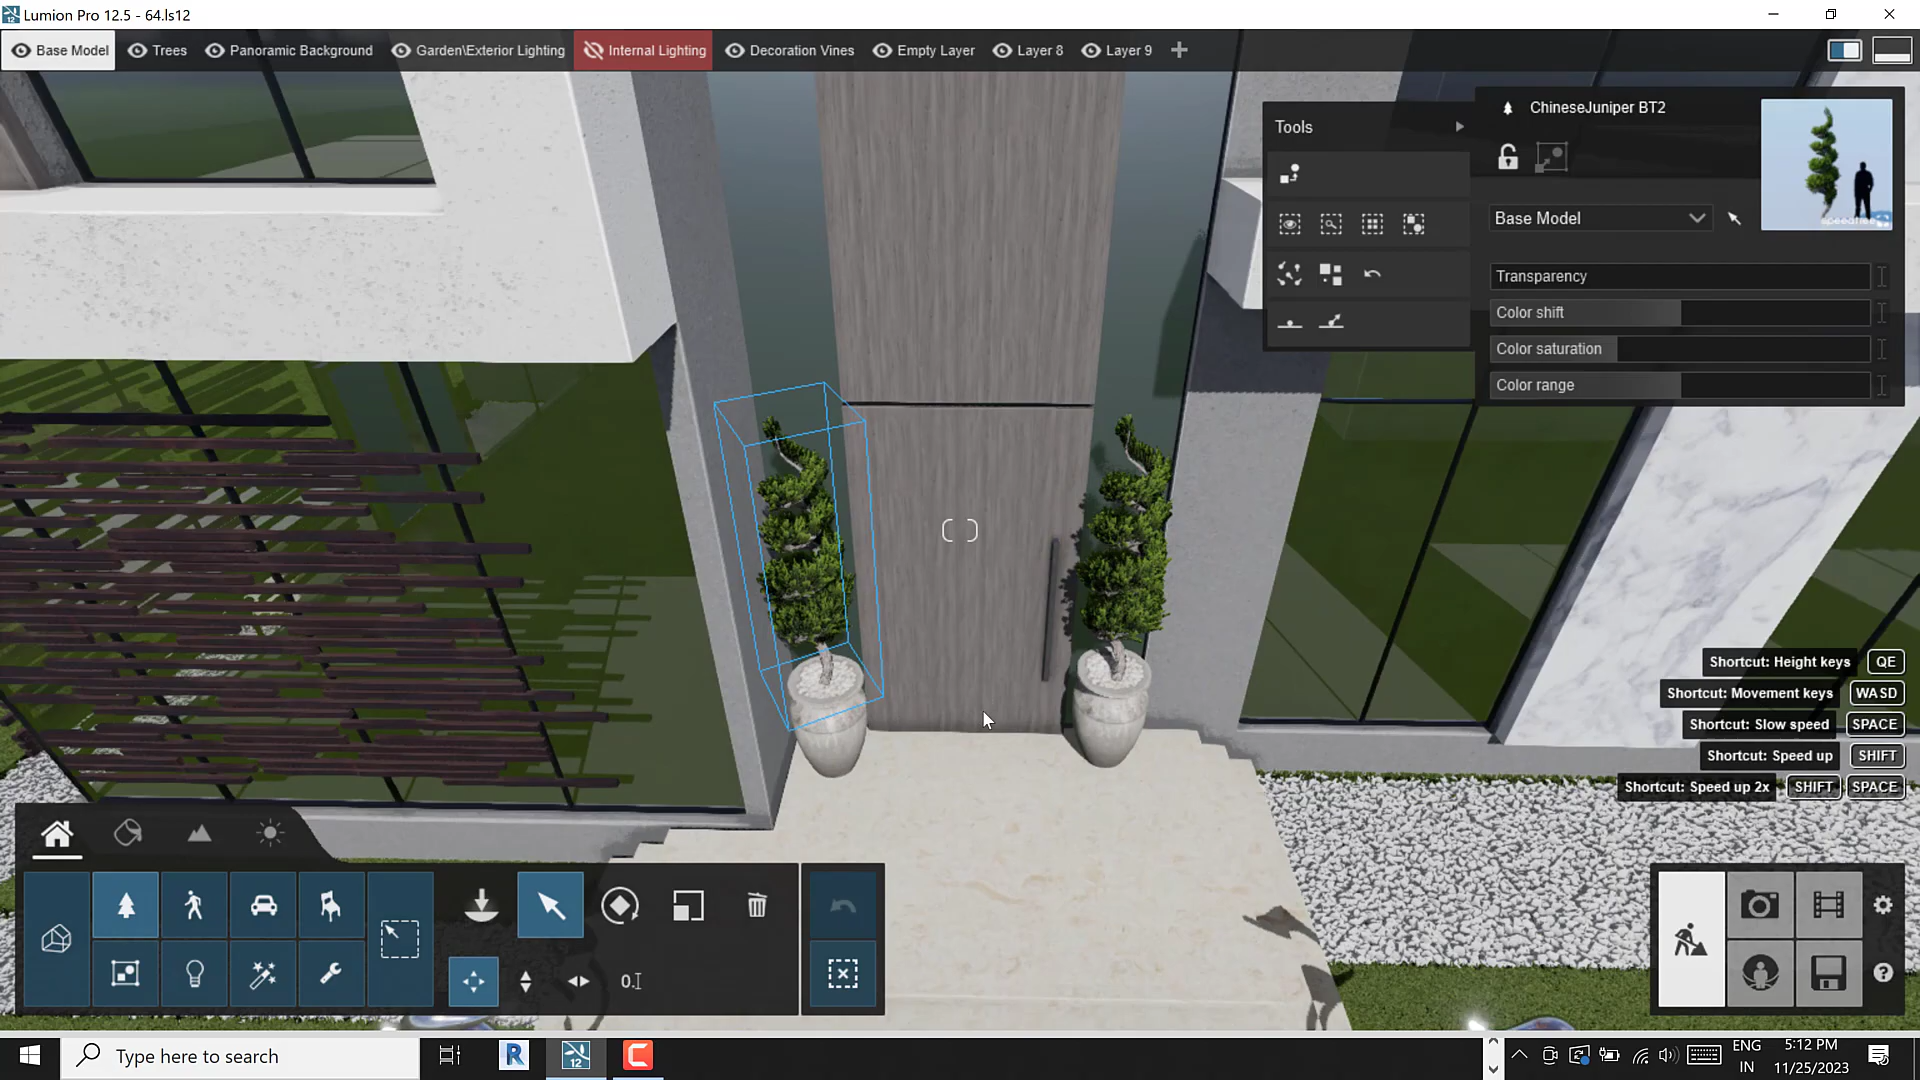 Lumion Pro 12.5 - 64.ls12
Base Model
Trees
Panoramic Background
Garden\Exterior Lighting
Internal Lighting
Decoration Vines
Empty Layer
Layer 8
Layer 9
Tools
ChineseJuniper BT2
Base Model
Transparency
Color shift
Color saturation
Color range
Shortcut: Height keys QE
Shortcut: Movement keys WASD
Shortcut: Slow speed SPACE
Shortcut: Speed up SHIFT
Shortcut: Speed up 2x SHIFT SPACE
Type here to search
R
12
C
ENG
IN
5:12 PM
11/25/2023